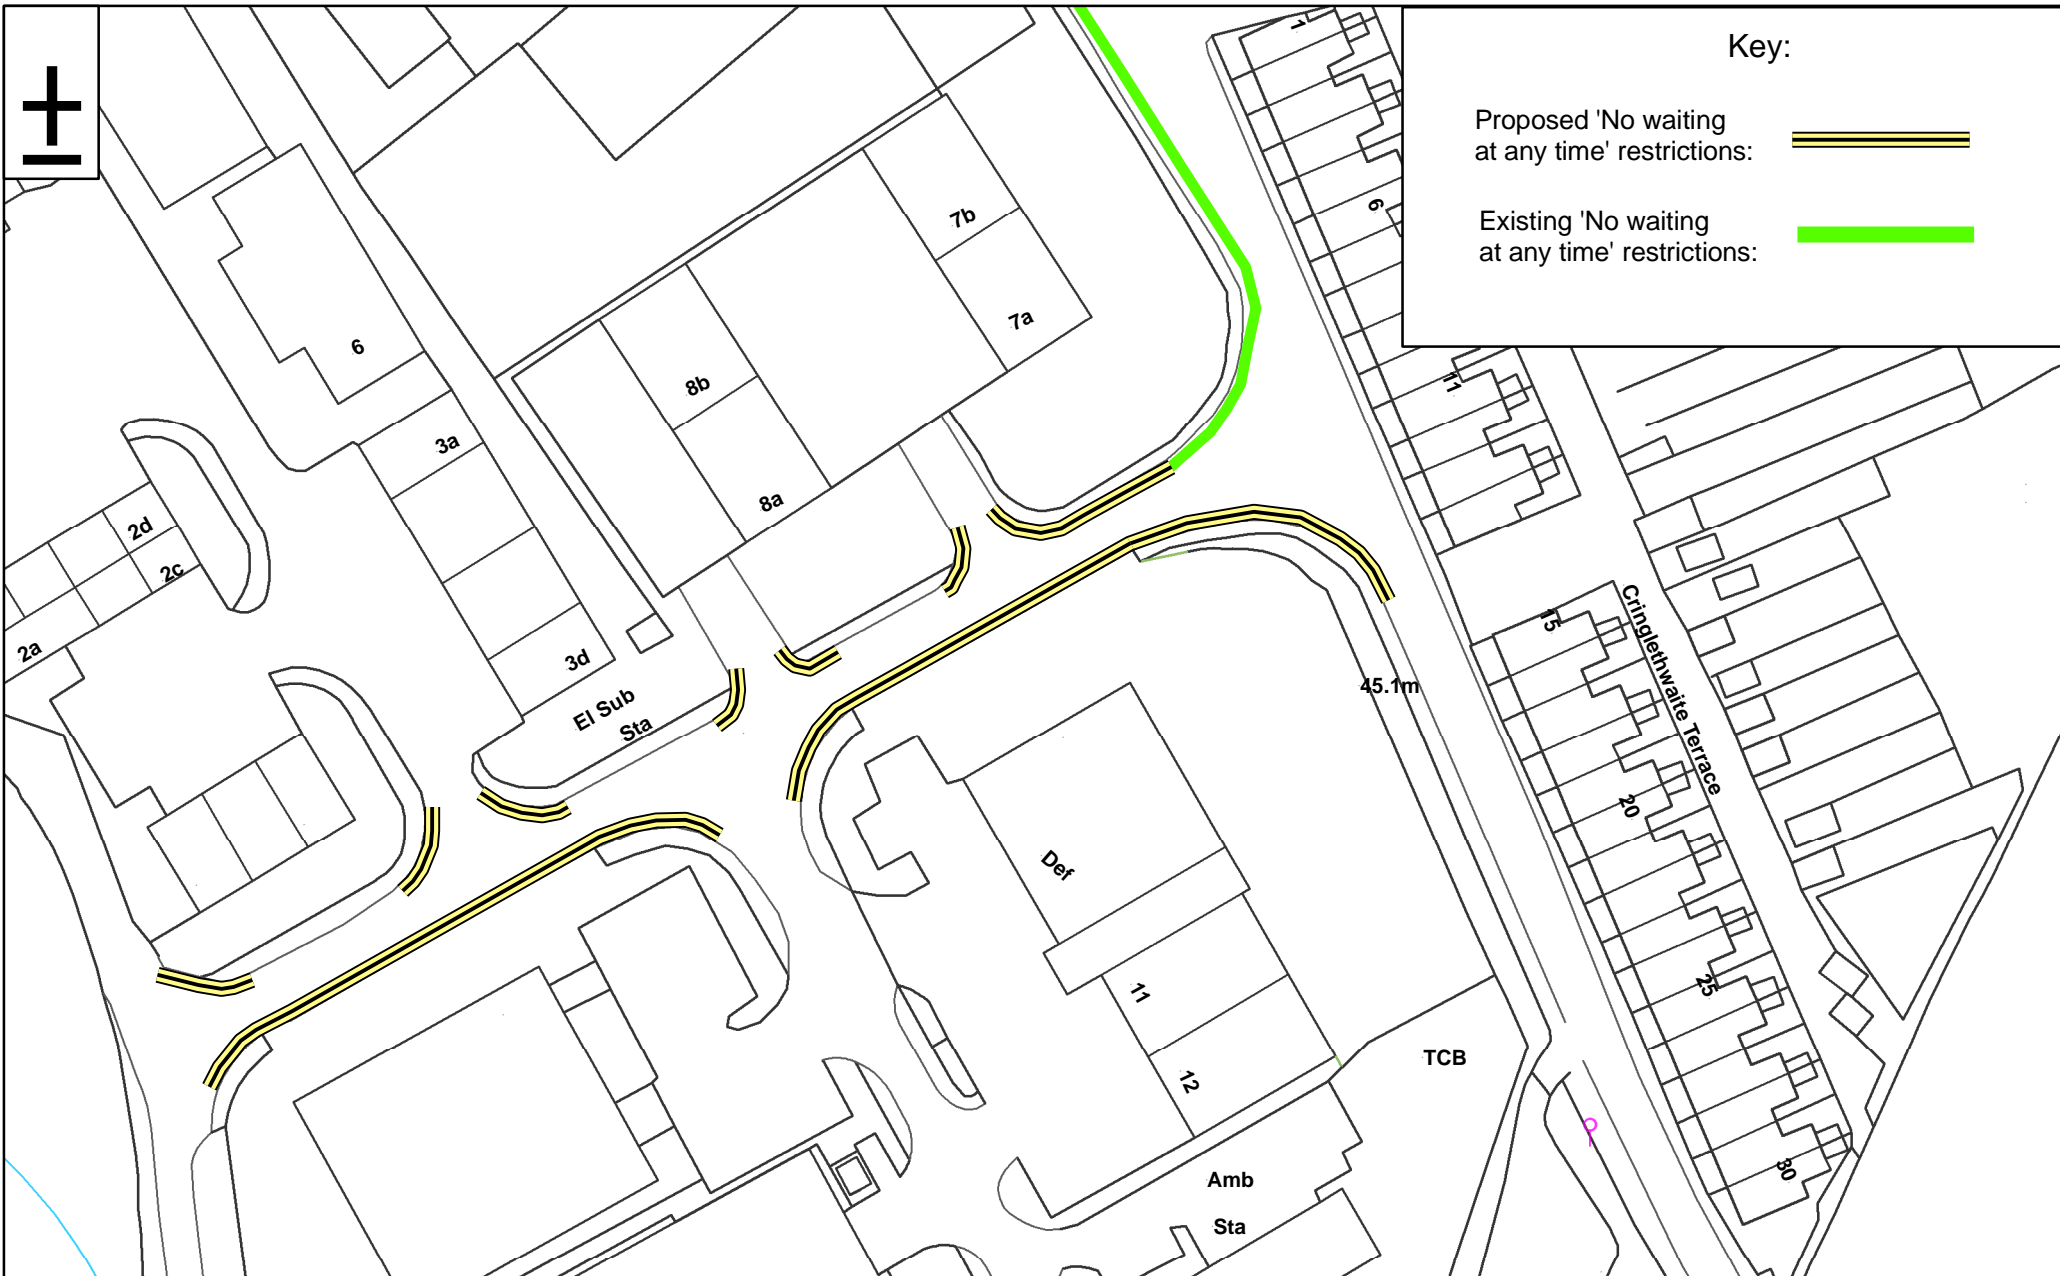 Key:
Proposed 'No waiting
at any time' restrictions:
Existing 'No waiting
at any time' restrictions:
1
6
7b
7a
11
6
8b
3a
8a
2d
2c
2a
3d
El Sub
Sta
15
Cringlethwaite Terrace
45.1m
20
Def
25
11
12
TCB
30
Amb
Sta